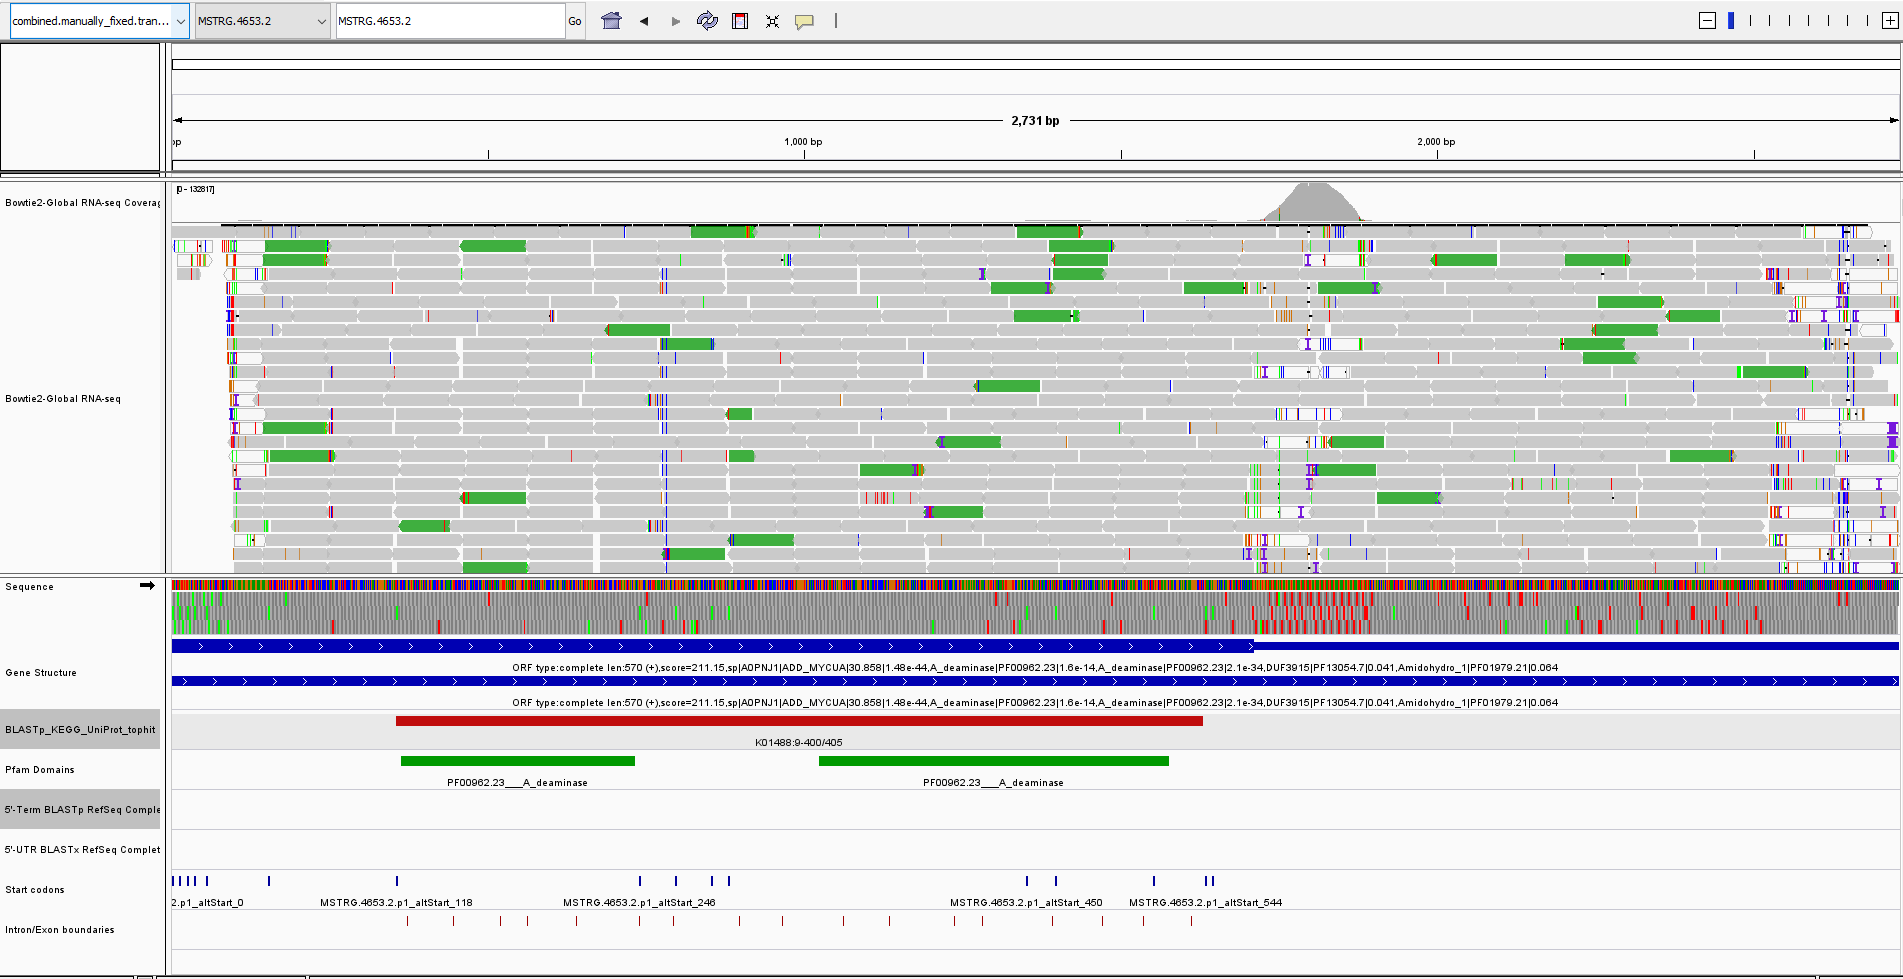 combined.manually_fixed.tran... MSTRG.4653.2 MSTRG.4653.2 Go
2,731 bp
bp 1,000 bp 2,000 bp
[0 - 132817]
Bowtie2-Global RNA-seq Coverag
Bowtie2-Global RNA-seq
Sequence
ORF type:complete len:570 (+),score=211.15,sp|A0PNJ1|ADD_MYCUA|30.858|1.48e-44,A_deaminase|PF00962.23|1.6e-14,A_deaminase|PF00962.23|2.1e-34,DUF3915|PF13054.7|0.041,Amidohydro_1|PF01979.21|0.064
Gene Structure
ORF type:complete len:570 (+),score=211.15,sp|A0PNJ1|ADD_MYCUA|30.858|1.48e-44,A_deaminase|PF00962.23|1.6e-14,A_deaminase|PF00962.23|2.1e-34,DUF3915|PF13054.7|0.041,Amidohydro_1|PF01979.21|0.064
BLASTp_KEGG_UniProt_tophit
K01488:9-400/405
Pfam Domains
PF00962.23___A_deaminase PF00962.23___A_deaminase
5'-Term BLASTp RefSeq Comple
5'-UTR BLASTx RefSeq Complet
Start codons
2.p1_altStart_0 MSTRG.4653.2.p1_altStart_118 MSTRG.4653.2.p1_altStart_246 MSTRG.4653.2.p1_altStart_450 MSTRG.4653.2.p1_altStart_544
Intron/Exon boundaries